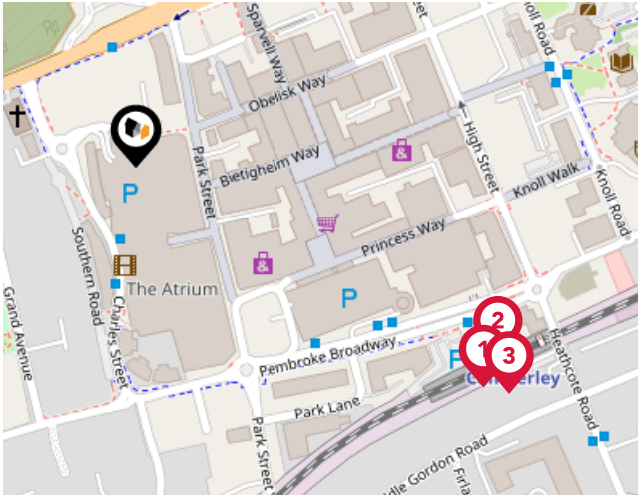 Sparvell Way
Knoll Road
Obelisk Way
Park Street
High Street
Bietigheim Way
Knoll Walk
Knoll Road
Princess Way
P
Southern Road
The Atrium
P
Grand Avenue
Charles Street
2
1
3
P
Pembroke Broadway
Heathcote Road
Park Lane
Park Street
dle Gordon Road